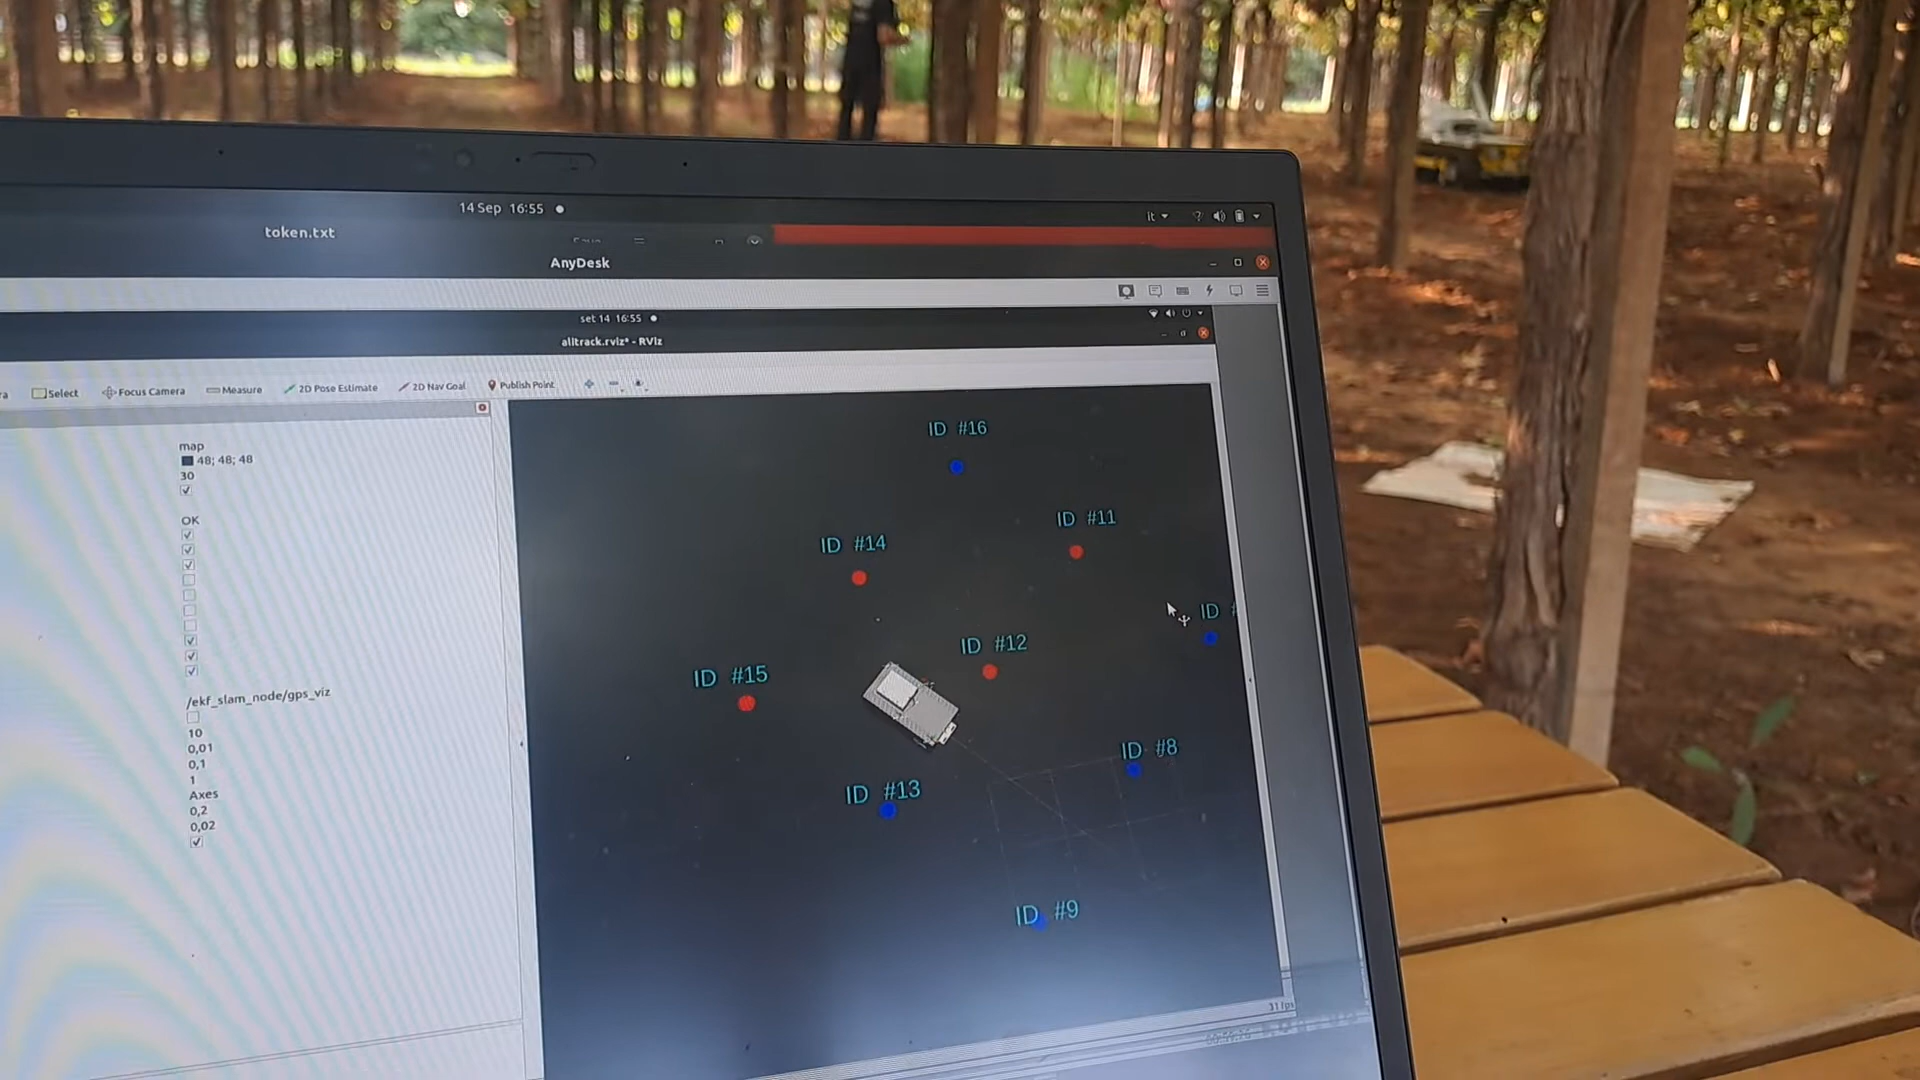 14 Sep 16:55
it
token.txt
AnyDesk
set 14 16:55
alltrack.rviz* - RViz
Select
Focus Camera
Measure
2D Pose Estimate
2D Nav Goal
Publish Point
map
48; 48; 48
30
OK
/ekf_slam_node/gps_viz
10
0,01
0,1
1
Axes
0,2
0,02
ID #16
ID #11
ID #14
ID #
ID #12
ID #15
ID #8
ID #13
ID #9